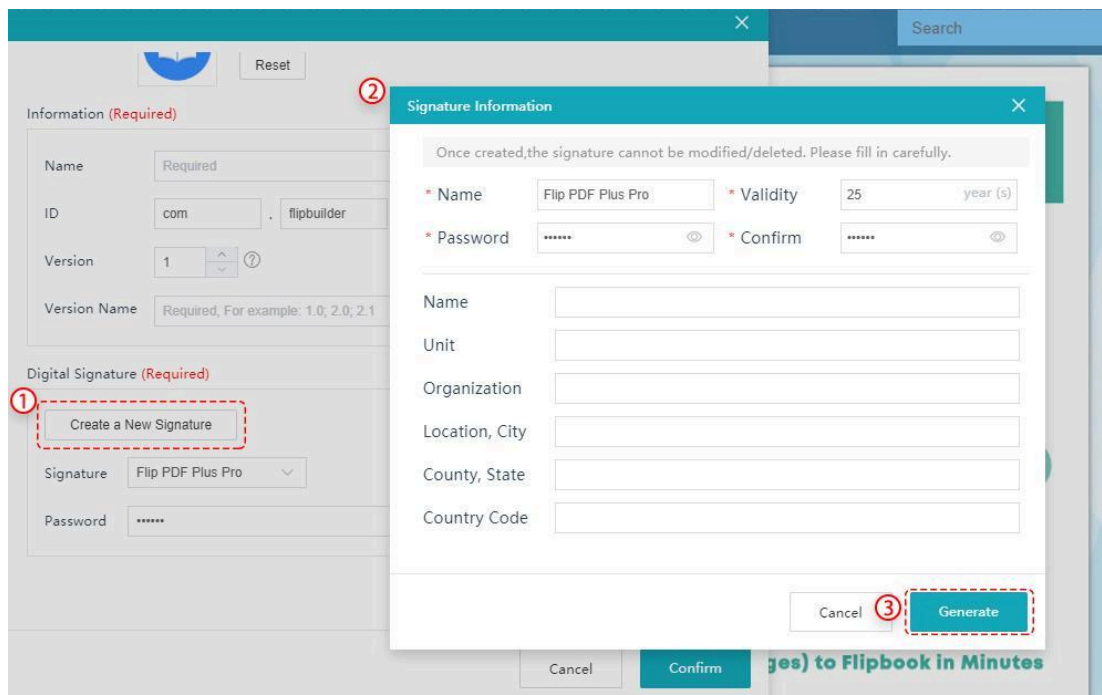 Search
Reset
Information (Required)
Name Required
ID com . flipbuilder
Version 1 ?
Version Name Required, For example: 1.0; 2.0; 2.1
Digital Signature (Required)
1
Create a New Signature
Signature Flip PDF Plus Pro
Password ••••••
Cancel Confirm
2
Signature Information
Once created,the signature cannot be modified/deleted. Please fill in carefully.
* Name Flip PDF Plus Pro * Validity 25 year (s)
* Password •••••• * Confirm ••••••
Name
Unit
Organization
Location, City
County, State
Country Code
Cancel 3 Generate
ges) to Flipbook in Minutes